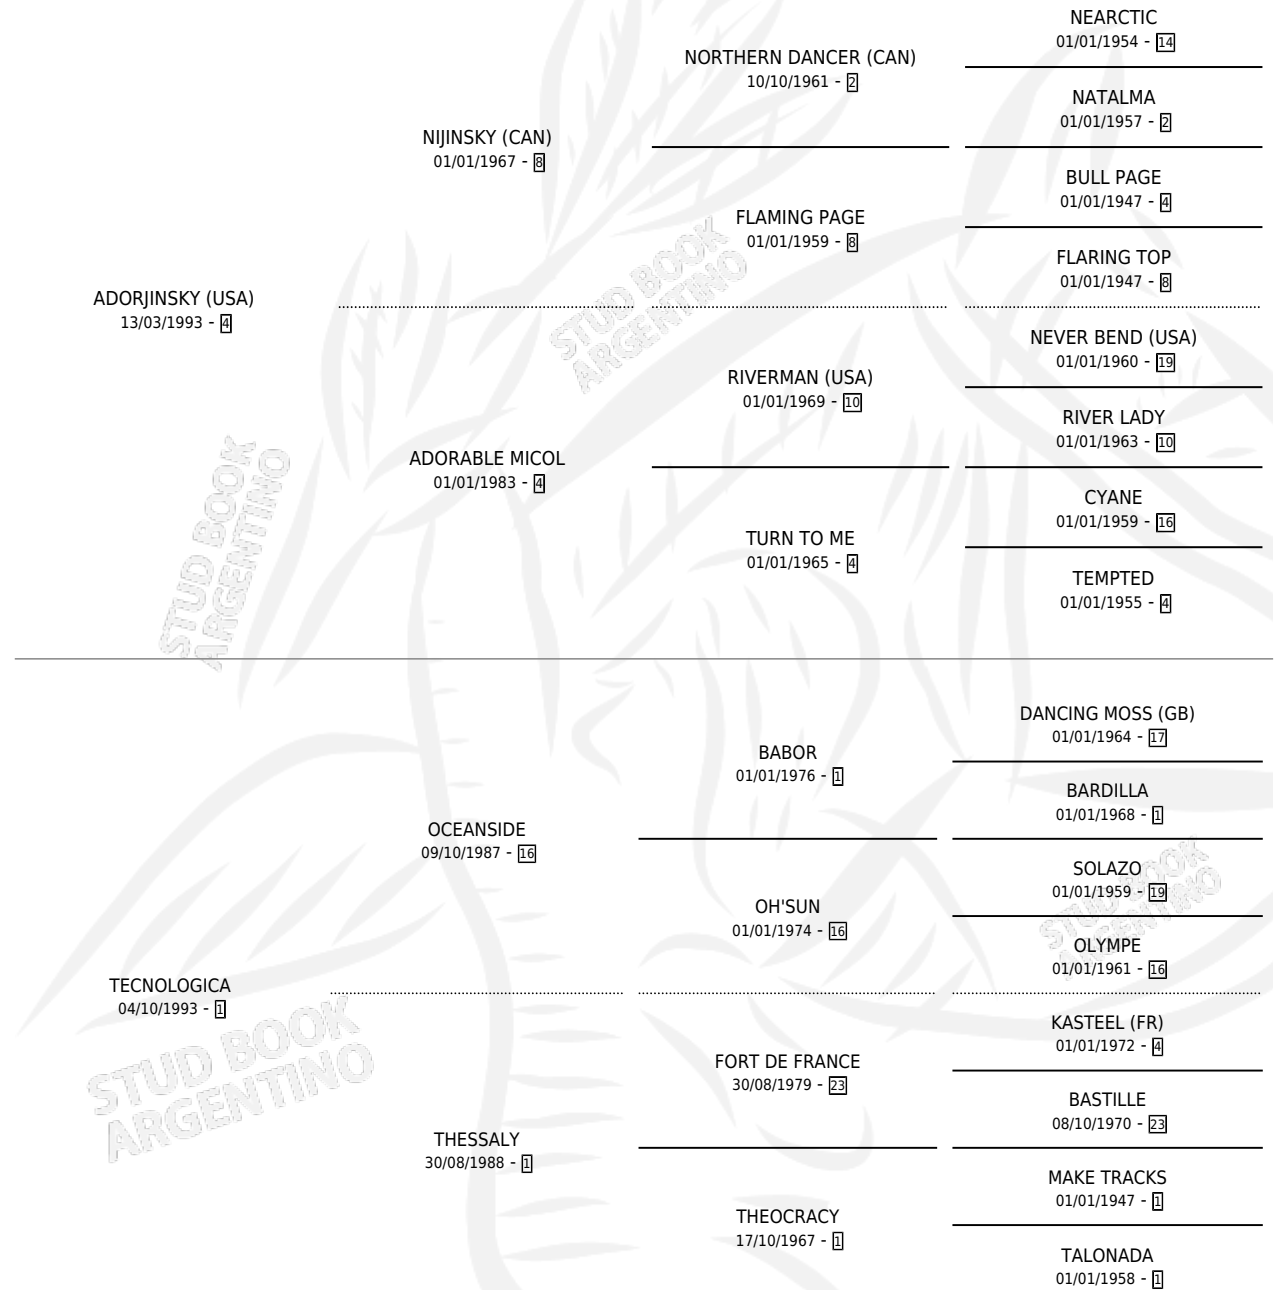 NEARCTIC
01/01/1954 - 14
NORTHERN DANCER (CAN)
10/10/1961 - 2
NATALMA
01/01/1957 - 2
NIJINSKY (CAN)
01/01/1967 - 8
BULL PAGE
01/01/1947 - 4
FLAMING PAGE
01/01/1959 - 8
FLARING TOP
01/01/1947 - 8
ADORJINSKY (USA)
13/03/1993 - 4
NEVER BEND (USA)
01/01/1960 - 19
RIVERMAN (USA)
01/01/1969 - 10
RIVER LADY
01/01/1963 - 10
ADORABLE MICOL
01/01/1983 - 4
CYANE
01/01/1959 - 16
TURN TO ME
01/01/1965 - 4
TEMPTED
01/01/1955 - 4
STUD BOOK
ARGENTINO
STUD BOOK
ARGENTINO
DANCING MOSS (GB)
01/01/1964 - 17
BABOR
01/01/1976 - 1
BARDILLA
01/01/1968 - 1
OCEANSIDE
09/10/1987 - 16
SOLAZO
01/01/1959 - 19
OH'SUN
01/01/1974 - 16
OLYMPE
01/01/1961 - 16
TECNOLOGICA
04/10/1993 - 1
KASTEEL (FR)
01/01/1972 - 4
FORT DE FRANCE
30/08/1979 - 23
BASTILLE
08/10/1970 - 23
THESSALY
30/08/1988 - 1
MAKE TRACKS
01/01/1947 - 1
THEOCRACY
17/10/1967 - 1
TALONADA
01/01/1958 - 1
STUD BOOK
ARGENTINO
STUD BOOK
ARGENTINO